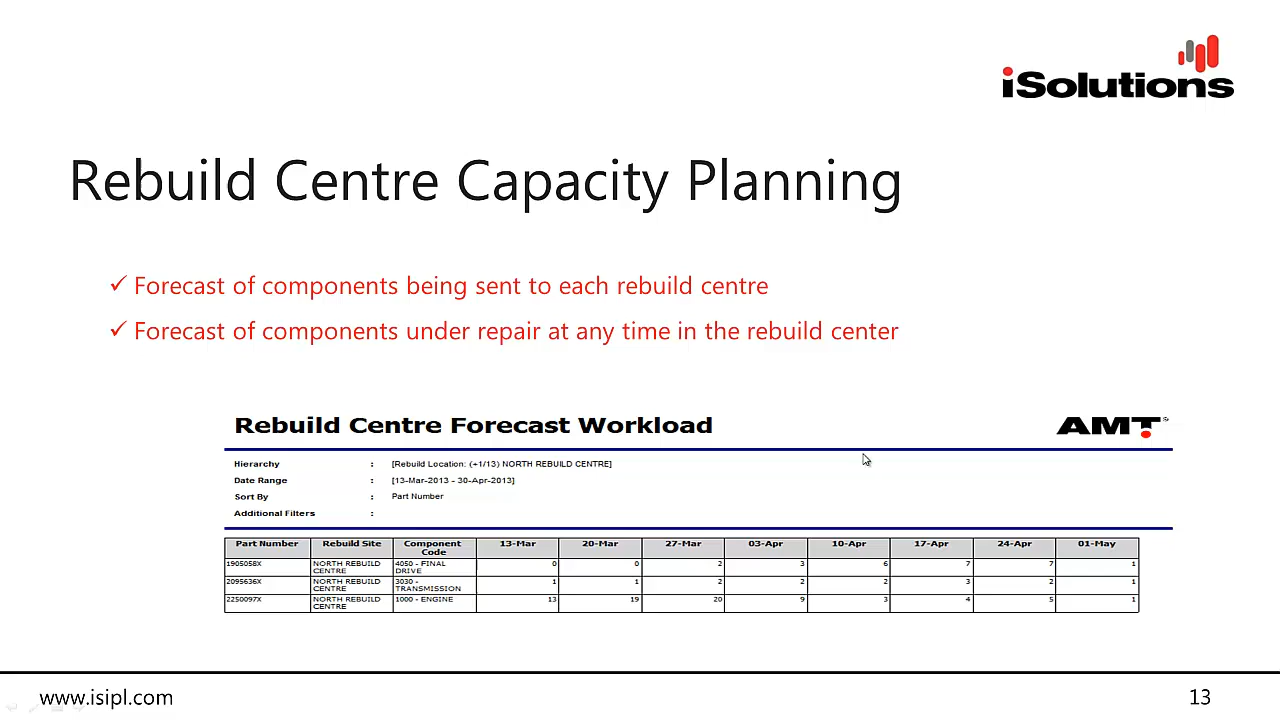 iSolutions
Rebuild Centre Capacity Planning
✓ Forecast of components being sent to each rebuild centre
✓ Forecast of components under repair at any time in the rebuild center
Rebuild Centre Forecast Workload
AMT
Hierarchy : [Rebuild Location: (+1/13) NORTH REBUILD CENTRE]
Date Range : [13-Mar-2013 - 30-Apr-2013]
Sort By : Part Number
Additional Filters :
Part Number Rebuild Site Component Code 13-Mar 20-Mar 27-Mar 03-Apr 10-Apr 17-Apr 24-Apr 01-May
1905058X NORTH REBUILD CENTRE 4050 - FINAL DRIVE 0 0 2 3 6 7 7 1
2095636X NORTH REBUILD CENTRE 3030 - TRANSMISSION 1 1 2 2 2 3 2 1
2250097X NORTH REBUILD CENTRE 1000 - ENGINE 13 19 20 9 3 4 5 1
www.isipl.com
13